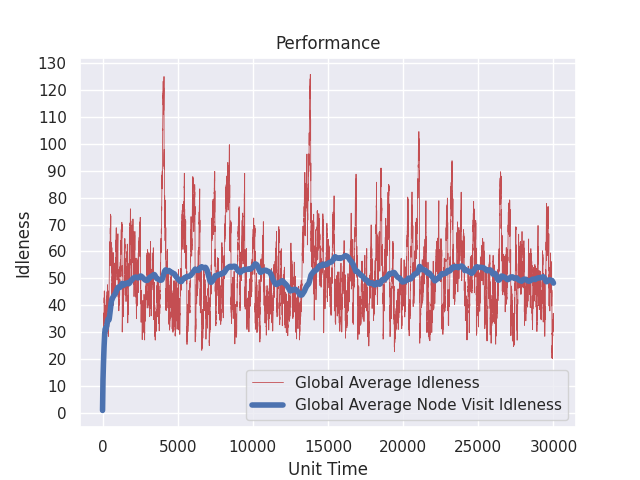 Performance
130
120
110
100
90
80
70
60
50
40
30
20
10
0
Idleness
Global Average Idleness
Global Average Node Visit Idleness
0 5000 10000 15000 20000 25000 30000
Unit Time